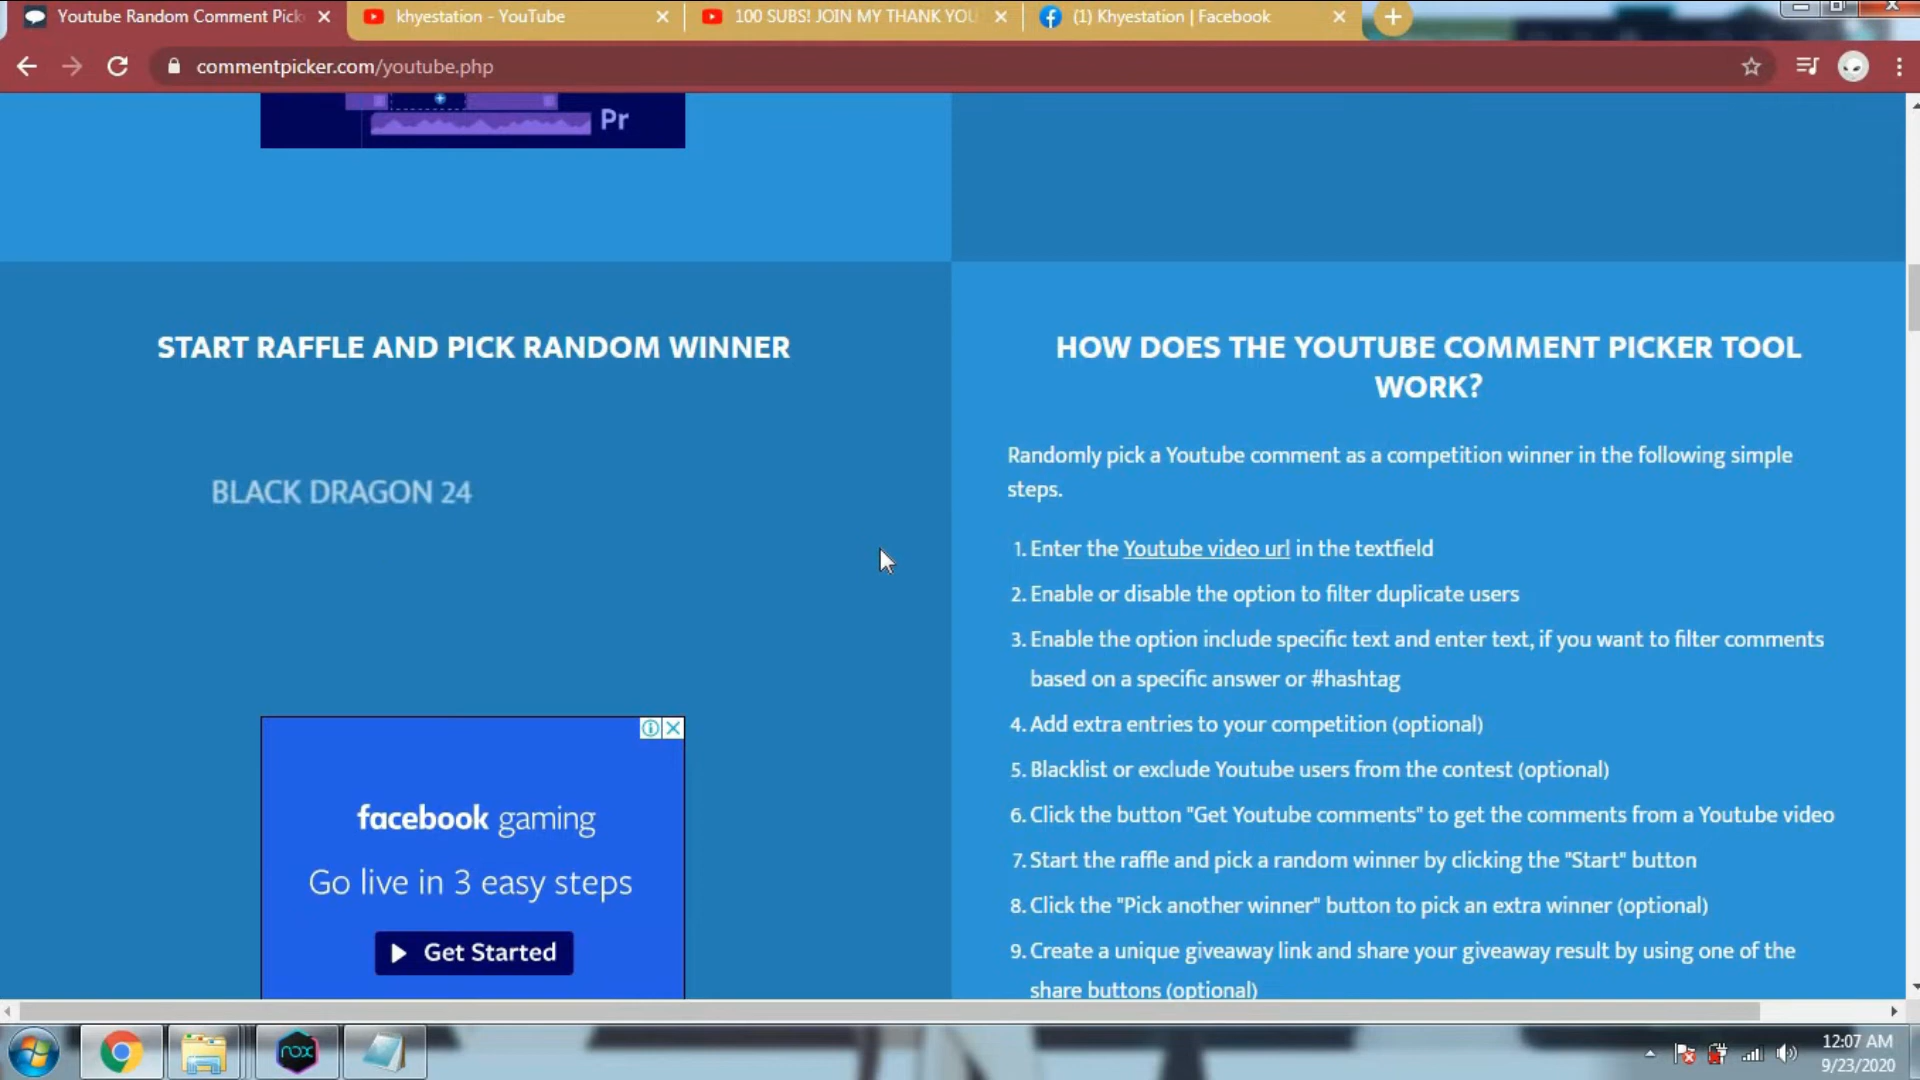 Youtube Random Comment Pick
khyestation - YouTube
100 SUBS! JOIN MY THANK YOU
(1) Khyestation | Facebook
commentpicker.com/youtube.php
Pr
START RAFFLE AND PICK RANDOM WINNER
BLACK DRAGON 24
facebook gaming
Go live in 3 easy steps
Get Started
HOW DOES THE YOUTUBE COMMENT PICKER TOOL
WORK?
Randomly pick a Youtube comment as a competition winner in the following simple
steps.
1. Enter the Youtube video url in the textfield
2. Enable or disable the option to filter duplicate users
3. Enable the option include specific text and enter text, if you want to filter comments
based on a specific answer or #hashtag
4. Add extra entries to your competition (optional)
5. Blacklist or exclude Youtube users from the contest (optional)
6. Click the button "Get Youtube comments" to get the comments from a Youtube video
7. Start the raffle and pick a random winner by clicking the "Start" button
8. Click the "Pick another winner" button to pick an extra winner (optional)
9. Create a unique giveaway link and share your giveaway result by using one of the
share buttons (optional)
nox
12:07 AM
9/23/2020